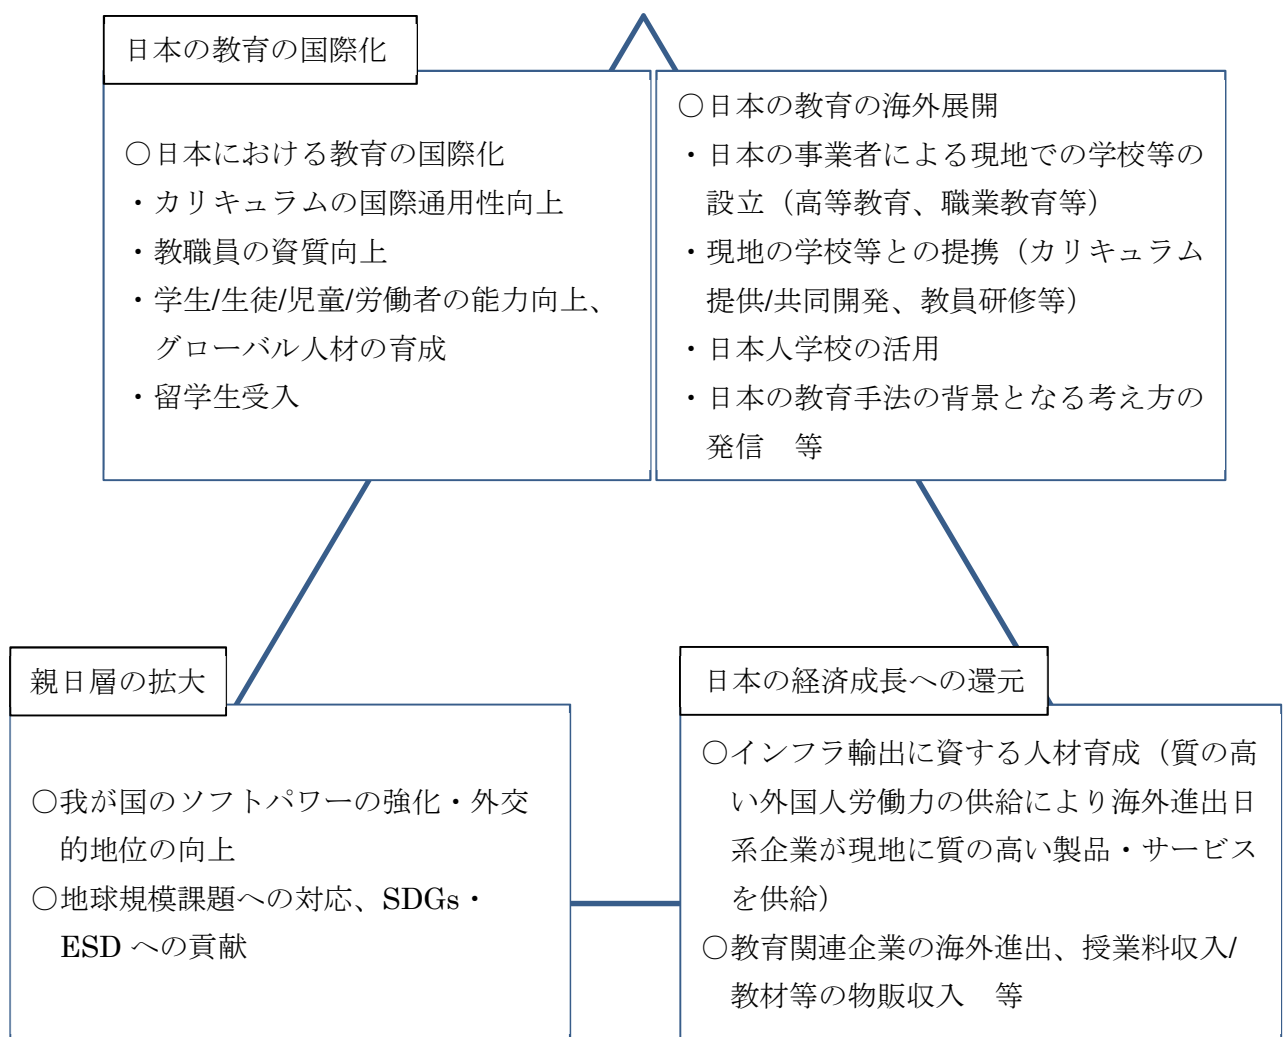 日本の教育の国際化
○日本における教育の国際化
・カリキュラムの国際通用性向上
・教職員の資質向上
・学生/生徒/児童/労働者の能力向上、
グローバル人材の育成
・留学生受入
○日本の教育の海外展開
・日本の事業者による現地での学校等の
設立（高等教育、職業教育等）
・現地の学校等との提携（カリキュラム
提供/共同開発、教員研修等）
・日本人学校の活用
・日本の教育手法の背景となる考え方の
発信　等
親日層の拡大
○我が国のソフトパワーの強化・外交
的地位の向上
○地球規模課題への対応、SDGs・
ESD への貢献
日本の経済成長への還元
○インフラ輸出に資する人材育成（質の高
い外国人労働力の供給により海外進出日
系企業が現地に質の高い製品・サービス
を供給）
○教育関連企業の海外進出、授業料収入/
教材等の物販収入　等